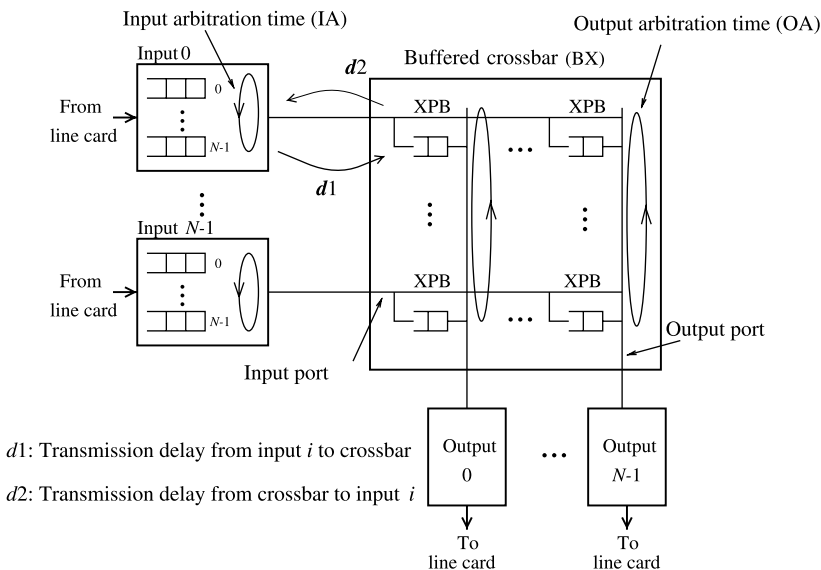 Input arbitration time (IA)
Output arbitration time (OA)
Input 0
d2
Buffered crossbar (BX)
From
line card
0
N-1
XPB
XPB
d1
Input N-1
From
line card
0
N-1
XPB
XPB
Input port
Output port
d1: Transmission delay from input i to crossbar
d2: Transmission delay from crossbar to input i
Output
0
Output
N-1
To
line card
To
line card